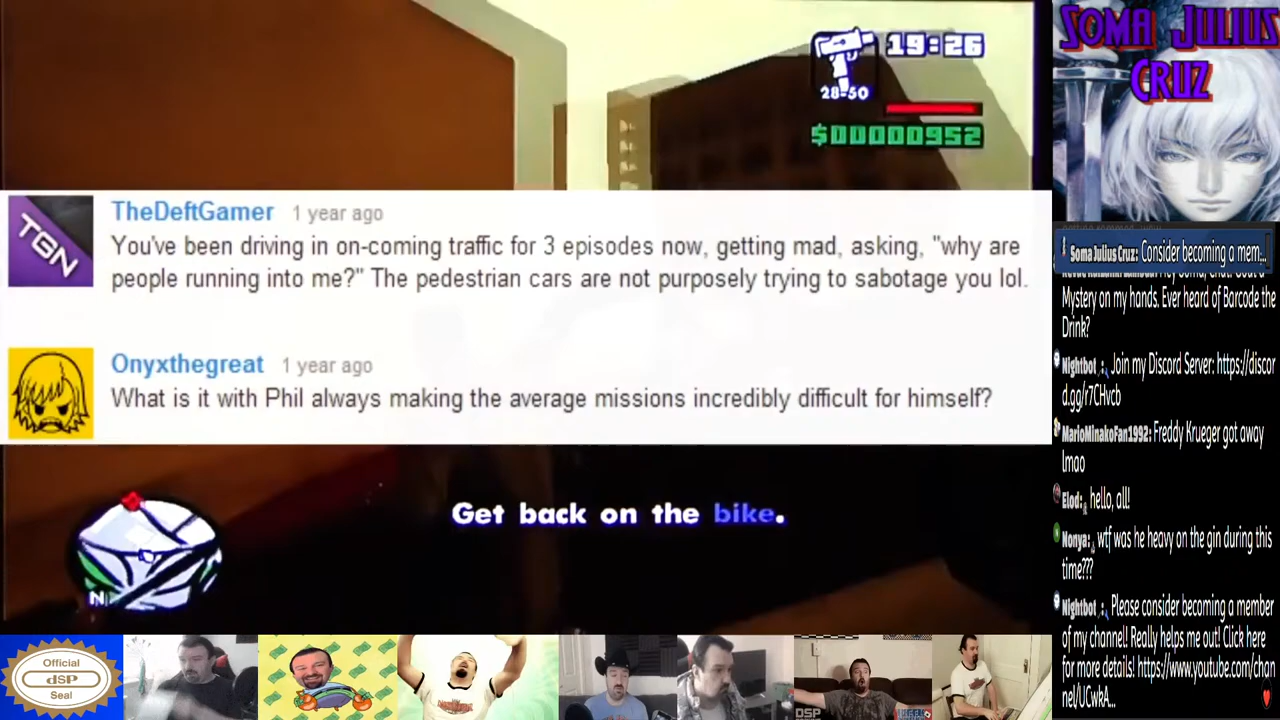 19:26
28-50
$00000952
TGN
TheDeftGamer 1 year ago
You've been driving in on-coming traffic for 3 episodes now, getting mad, asking, "why are
people running into me?" The pedestrian cars are not purposely trying to sabotage you lol.
Onyxthegreat 1 year ago
What is it with Phil always making the average missions incredibly difficult for himself?
Get back on the bike.
N
Official
dSP
Seal
DSP
SOMA JULIUS
CRUZ
Soma Julius Cruz: Consider becoming a mem...
Mystery on my hands. Ever heard of Barcode the
Drink?
Nightbot: Join my Discord Server: https://discor
d.gg/r7CHvcb
MarioMinakoFan1992: Freddy Krueger got away
lmao
Elod: hello, all!
Nonya: wtf was he heavy on the gin during this
time???
Nightbot: Please consider becoming a member
of my channel! Really helps me out! Click here
for more details! https://www.youtube.com/chan
nel/UCwkA...